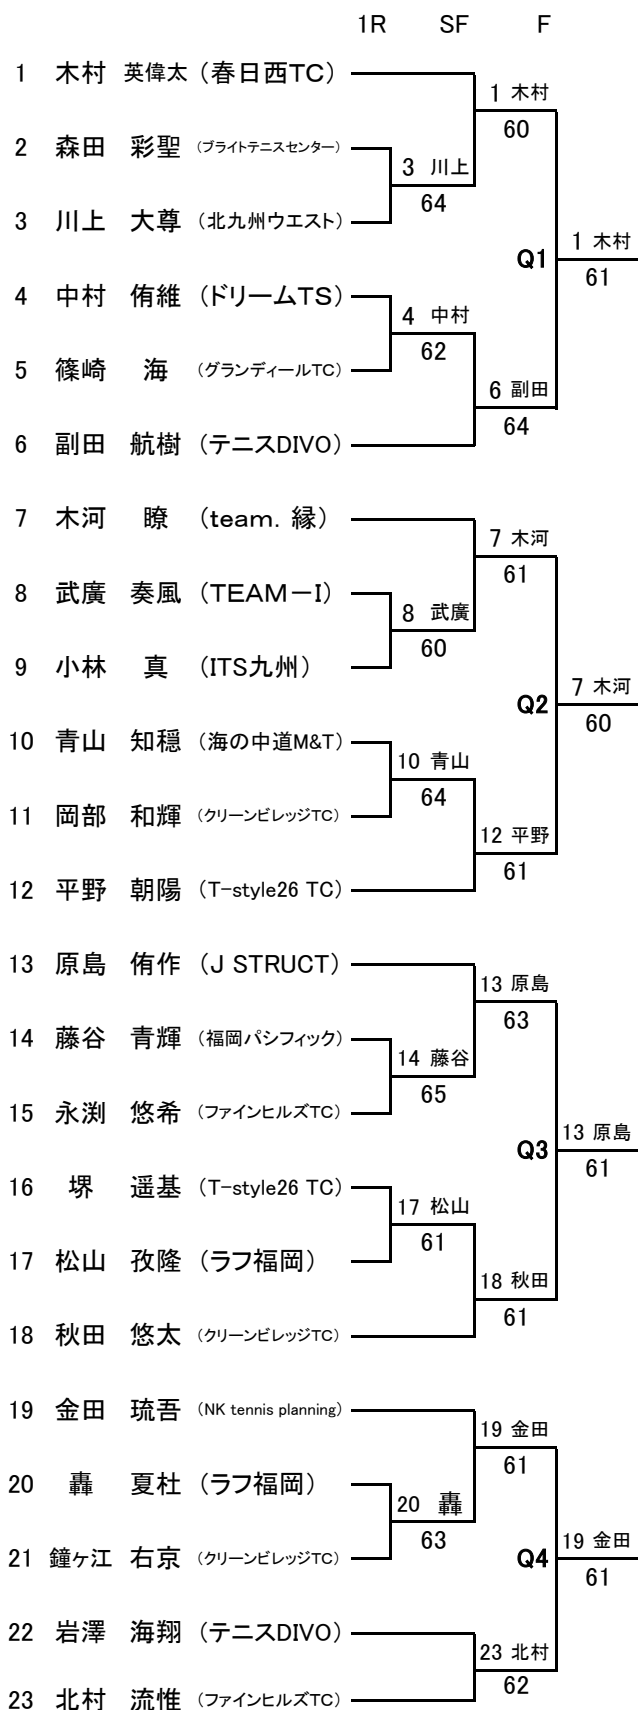 1R SF F
1 木村 英偉太 (春日西TC)
1 木村
60
2 森田 彩聖 (ブライトテニスセンター)
3 川上
64
3 川上 大尊 (北九州ウエスト)
Q1
1 木村
61
4 中村 侑維 (ドリームTS)
4 中村
62
5 篠崎 海 (グランディールTC)
6 副田
64
6 副田 航樹 (テニスDIVO)
7 木河 瞭 (team. 縁)
7 木河
61
8 武廣 奏風 (TEAM－I)
8 武廣
60
9 小林 真 (ITS九州)
Q2
7 木河
60
10 青山 知穏 (海の中道M&T)
10 青山
64
11 岡部 和輝 (クリーンビレッジTC)
12 平野
61
12 平野 朝陽 (T-style26 TC)
13 原島 侑作 (J STRUCT)
13 原島
63
14 藤谷 青輝 (福岡パシフィック)
14 藤谷
65
15 永渕 悠希 (ファインヒルズTC)
Q3
13 原島
61
16 堺 遥基 (T-style26 TC)
17 松山
61
17 松山 孜隆 (ラフ福岡)
18 秋田
61
18 秋田 悠太 (クリーンビレッジTC)
19 金田 琉吾 (NK tennis planning)
19 金田
61
20 轟 夏杜 (ラフ福岡)
20 轟
63
21 鐘ヶ江 右京 (クリーンビレッジTC)
Q4
19 金田
61
22 岩澤 海翔 (テニスDIVO)
23 北村
62
23 北村 流惟 (ファインヒルズTC)